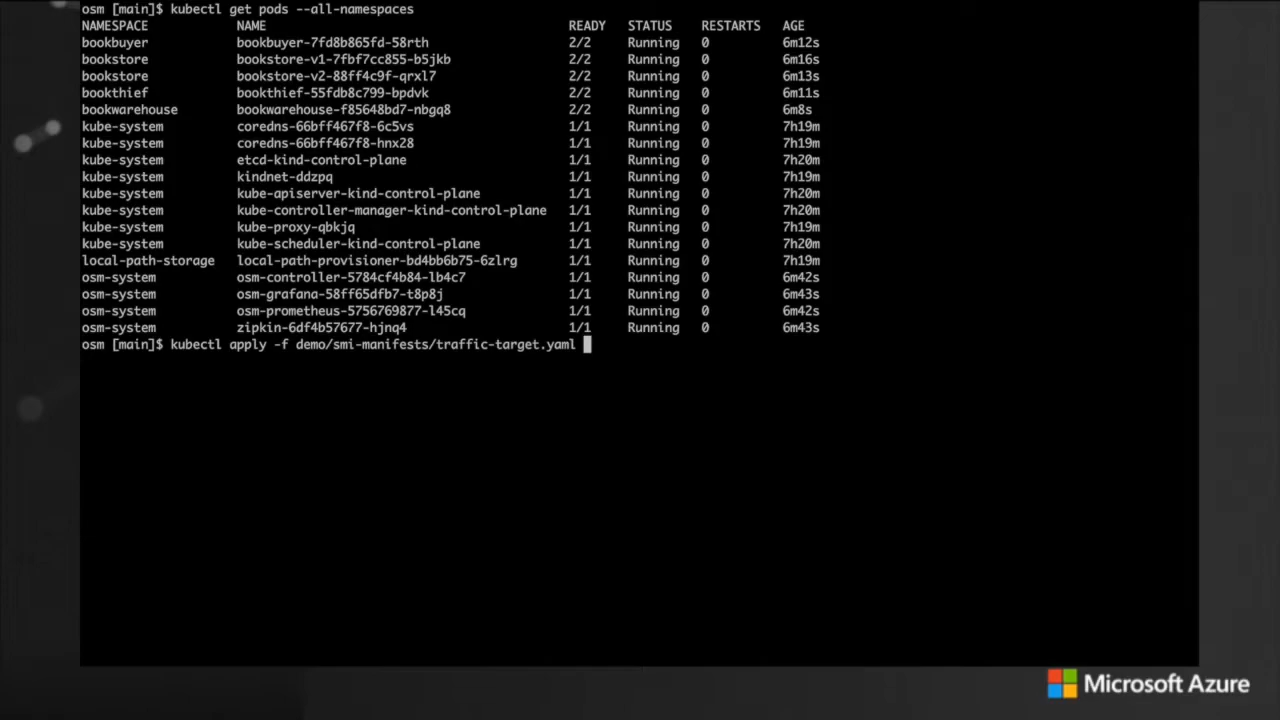 osm [main]$ kubectl get pods --all-namespaces
NAMESPACE NAME READY STATUS RESTARTS AGE
bookbuyer bookbuyer-7fd8b865fd-58rth 2/2 Running 0 6m12s
bookstore bookstore-v1-7fbf7cc855-b5jkb 2/2 Running 0 6m16s
bookstore bookstore-v2-88ff4c9f-qrxl7 2/2 Running 0 6m13s
bookthief bookthief-55fdb8c799-bpdvk 2/2 Running 0 6m11s
bookwarehouse bookwarehouse-f85648bd7-nbgq8 2/2 Running 0 6m8s
kube-system coredns-66bff467f8-6c5vs 1/1 Running 0 7h19m
kube-system coredns-66bff467f8-hnx28 1/1 Running 0 7h19m
kube-system etcd-kind-control-plane 1/1 Running 0 7h20m
kube-system kindnet-ddzpq 1/1 Running 0 7h19m
kube-system kube-apiserver-kind-control-plane 1/1 Running 0 7h20m
kube-system kube-controller-manager-kind-control-plane 1/1 Running 0 7h20m
kube-system kube-proxy-qbkjq 1/1 Running 0 7h19m
kube-system kube-scheduler-kind-control-plane 1/1 Running 0 7h20m
local-path-storage local-path-provisioner-bd4bb6b75-6zlrg 1/1 Running 0 7h19m
osm-system osm-controller-5784cf4b84-lb4c7 1/1 Running 0 6m42s
osm-system osm-grafana-58ff65dfb7-t8p8j 1/1 Running 0 6m43s
osm-system osm-prometheus-5756769877-l45cq 1/1 Running 0 6m42s
osm-system zipkin-6df4b57677-hjnq4 1/1 Running 0 6m43s
osm [main]$ kubectl apply -f demo/smi-manifests/traffic-target.yaml
Microsoft Azure